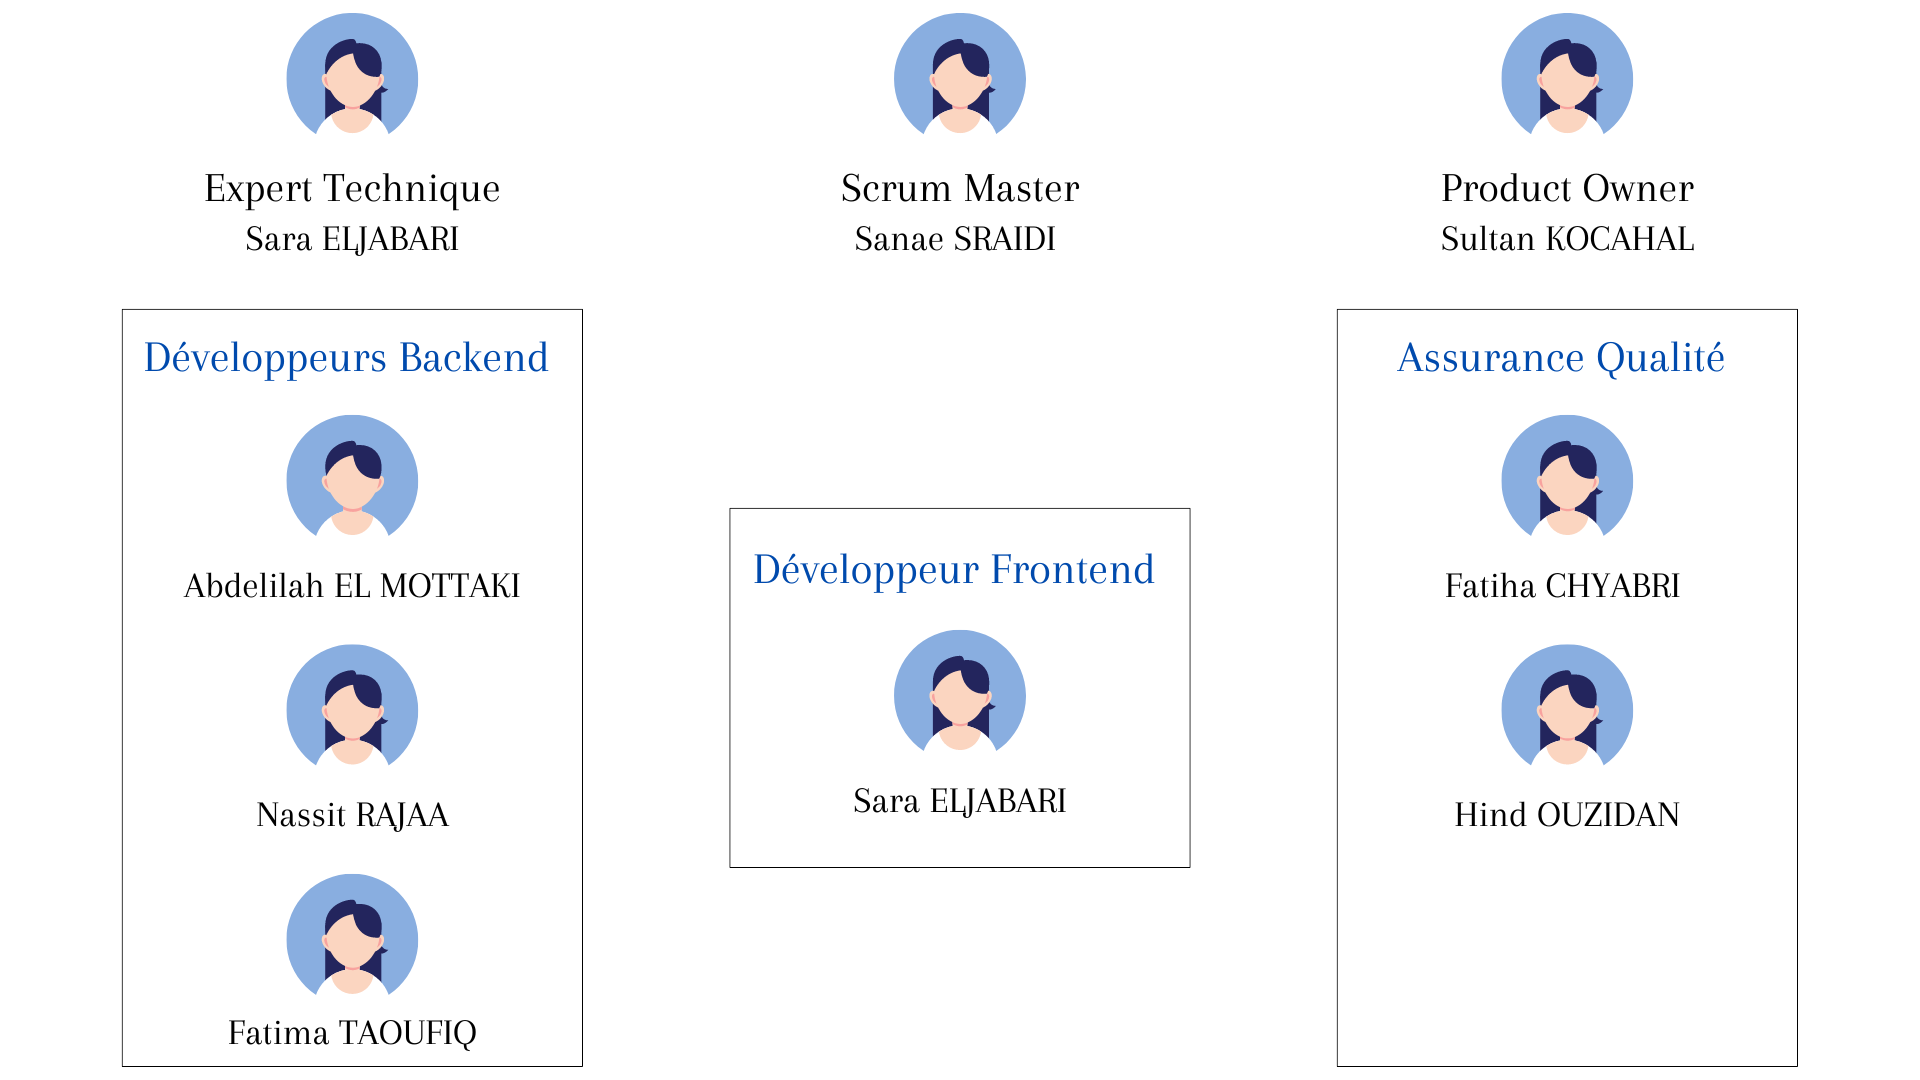 Expert Technique
Sara ELJABARI
Scrum Master
Sanae SRAIDI
Product Owner
Sultan KOCAHAL
Développeurs Backend
Abdelilah EL MOTTAKI
Nassit RAJAA
Fatima TAOUFIQ
Développeur Frontend
Sara ELJABARI
Assurance Qualité
Fatiha CHYABRI
Hind OUZIDAN